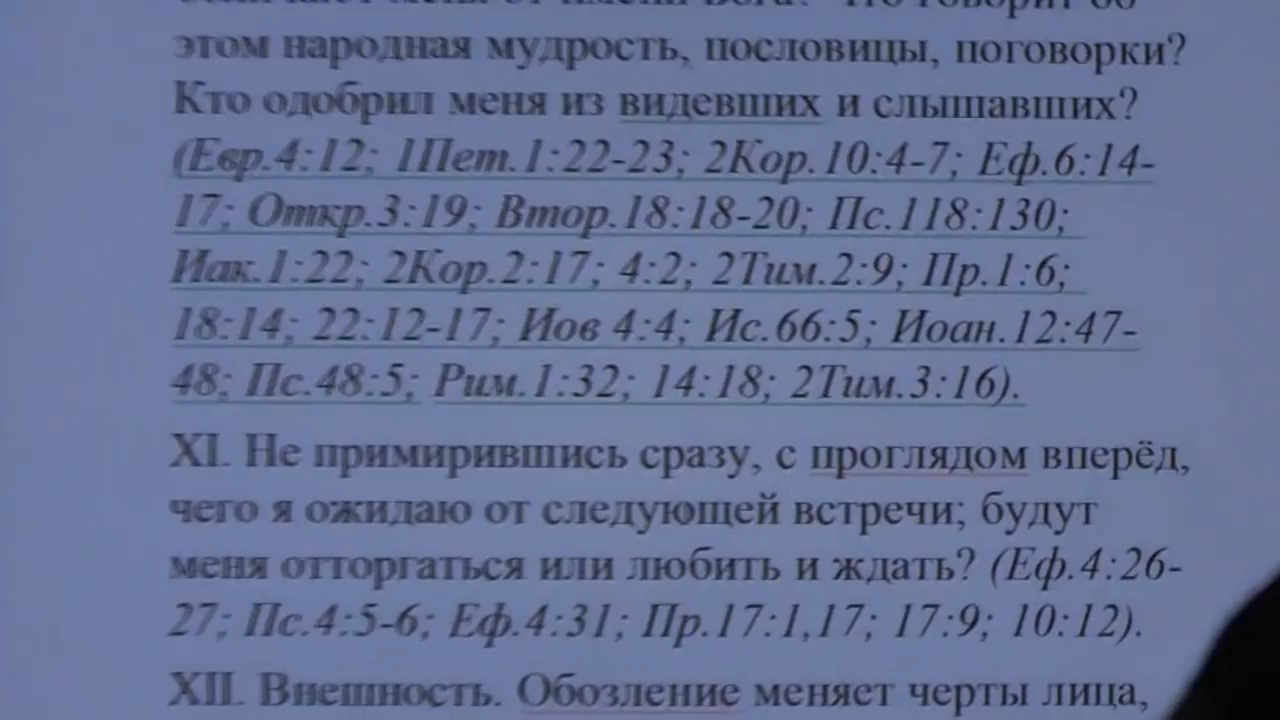 этом народная мудрость, пословицы, поговорки?
Кто одобрил меня из видевших и слышавших?
(Евр.4:12; 1Пет.1:22-23; 2Кор.10:4-7; Еф.6:14-
17; Откр.3:19; Втор.18:18-20; Пс.118:130;
Иак.1:22; 2Кор.2:17; 4:2; 2Тим.2:9; Пр.1:6;
18:14; 22:12-17; Иов 4:4; Ис.66:5; Иоан.12:47-
48; Пс.48:5; Рим.1:32; 14:18; 2Тим.3:16).
XI. Не примирившись сразу, с проглядом вперёд,
чего я ожидаю от следующей встречи; будут
меня отторгаться или любить и ждать? (Еф.4:26-
27; Пс.4:5-6; Еф.4:31; Пр.17:1,17; 17:9; 10:12).
XII. Внешность. Обозление меняет черты лица,